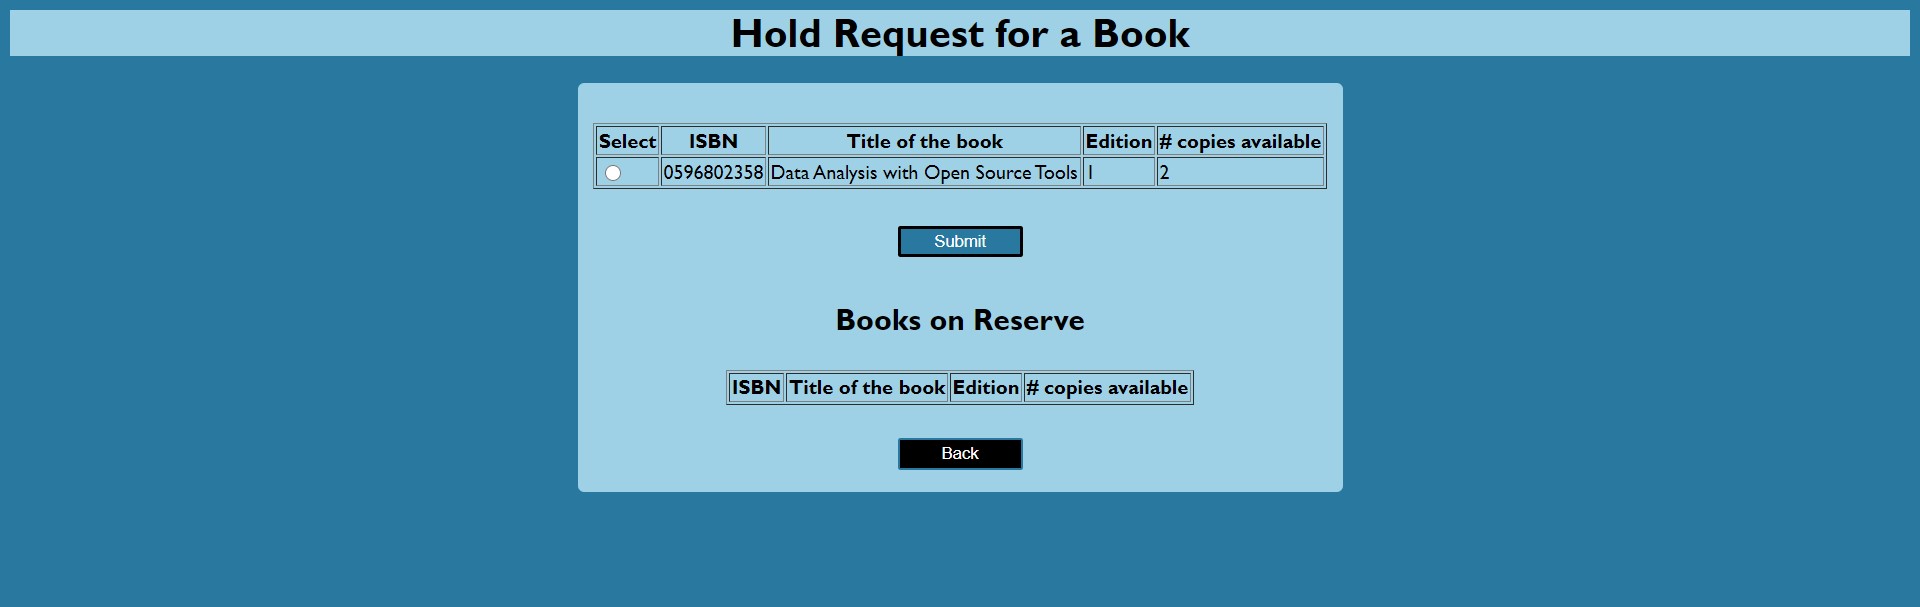 Hold Request for a Book
Select ISBN Title of the book Edition # copies available
0596802358 Data Analysis with Open Source Tools 1 2
Submit
Books on Reserve
ISBN Title of the book Edition # copies available
Back